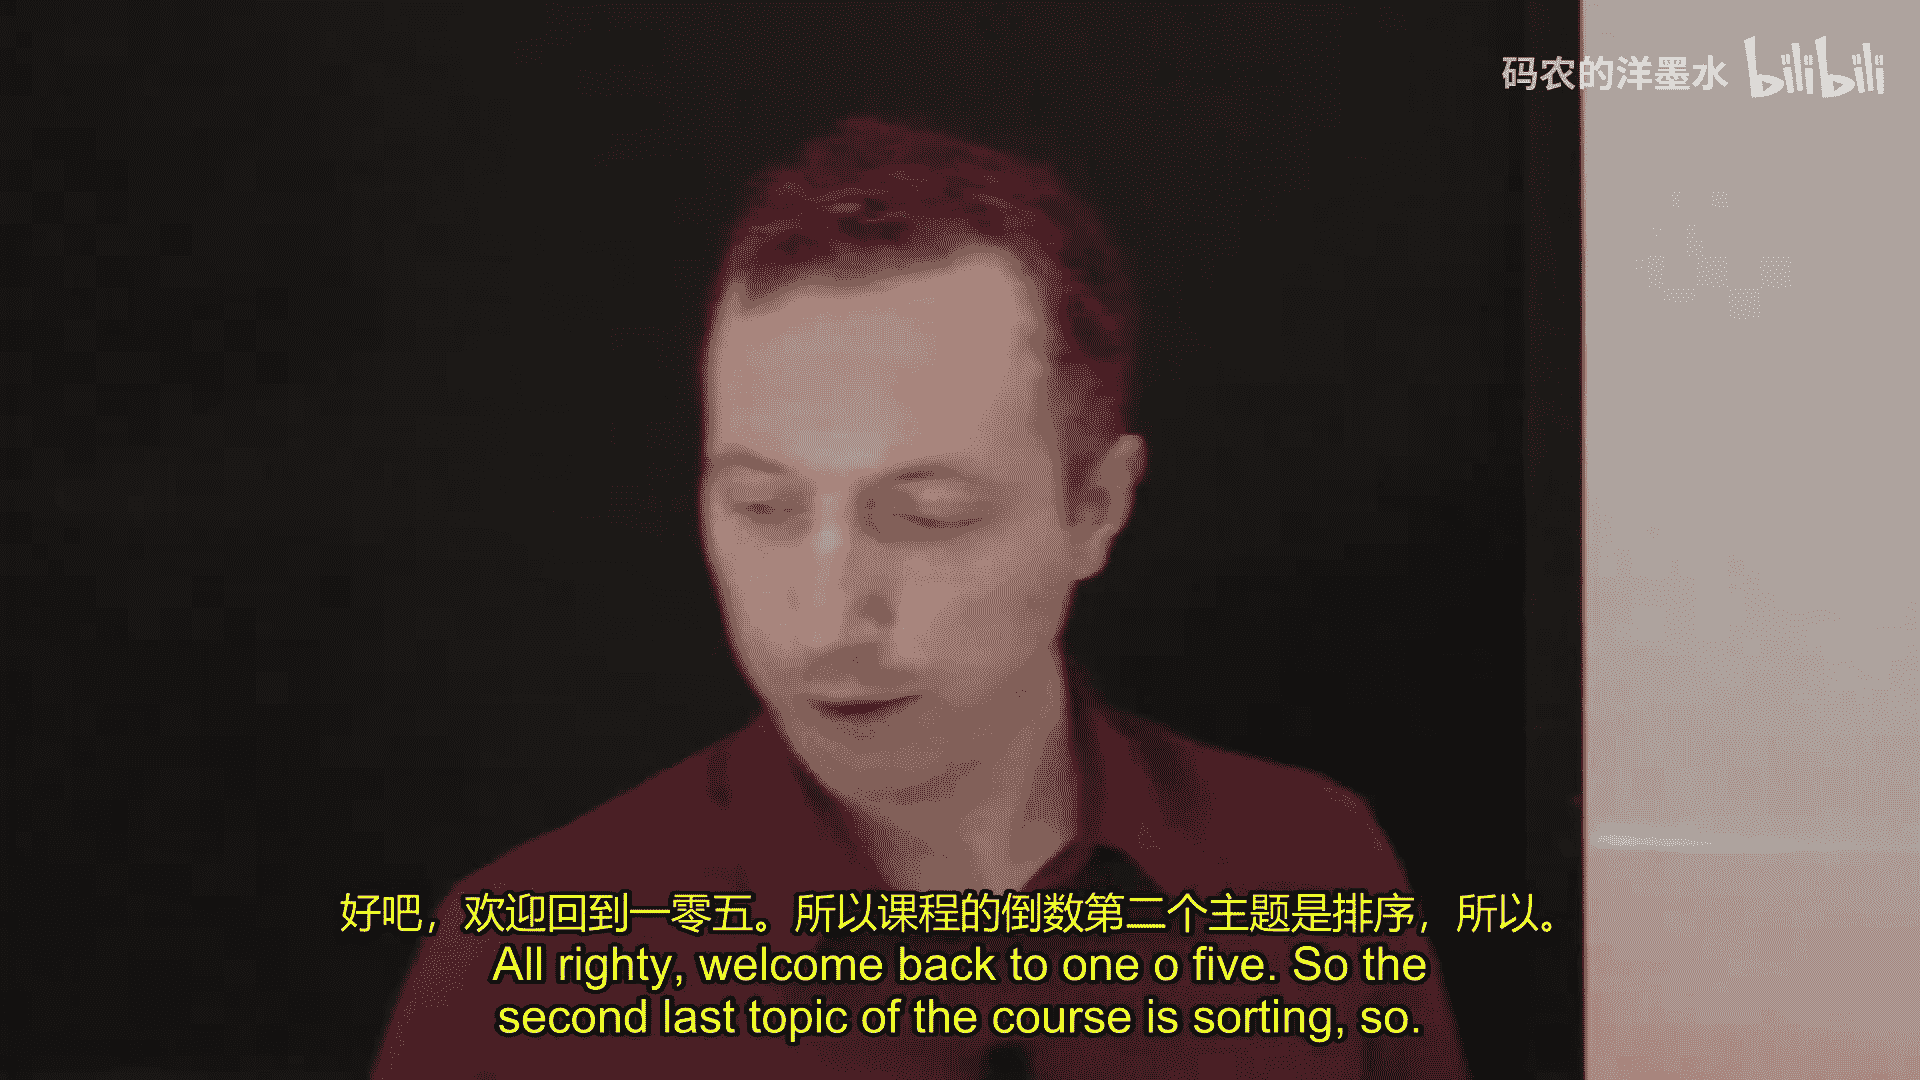 码农的洋墨水 bilibili
好吧，欢迎回到一零五。所以课程的倒数第二个主题是排序，所以。
All righty, welcome back to one o five. So the
second last topic of the course is sorting, so.